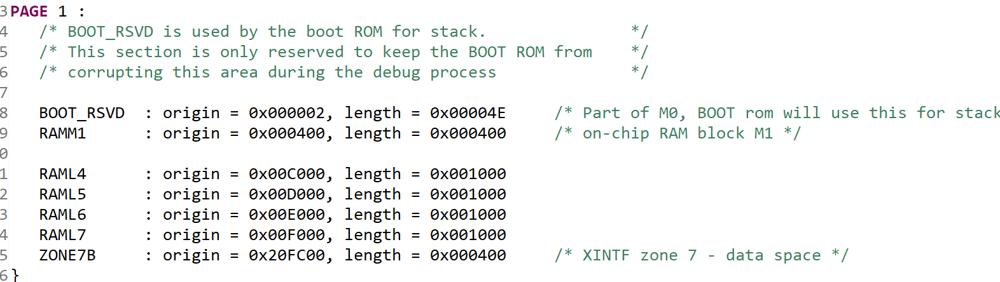 3 PAGE 1 :
4    /* BOOT_RSVD is used by the boot ROM for stack.               */
5    /* This section is only reserved to keep the BOOT ROM from    */
6    /* corrupting this area during the debug process              */
7
8    BOOT_RSVD  : origin = 0x000002, length = 0x00004E     /* Part of M0, BOOT rom will use this for stack
9    RAMM1      : origin = 0x000400, length = 0x000400     /* on-chip RAM block M1 */
0
1    RAML4      : origin = 0x00C000, length = 0x001000
2    RAML5      : origin = 0x00D000, length = 0x001000
3    RAML6      : origin = 0x00E000, length = 0x001000
4    RAML7      : origin = 0x00F000, length = 0x001000
5    ZONE7B     : origin = 0x20FC00, length = 0x000400     /* XINTF zone 7 - data space */
6 }